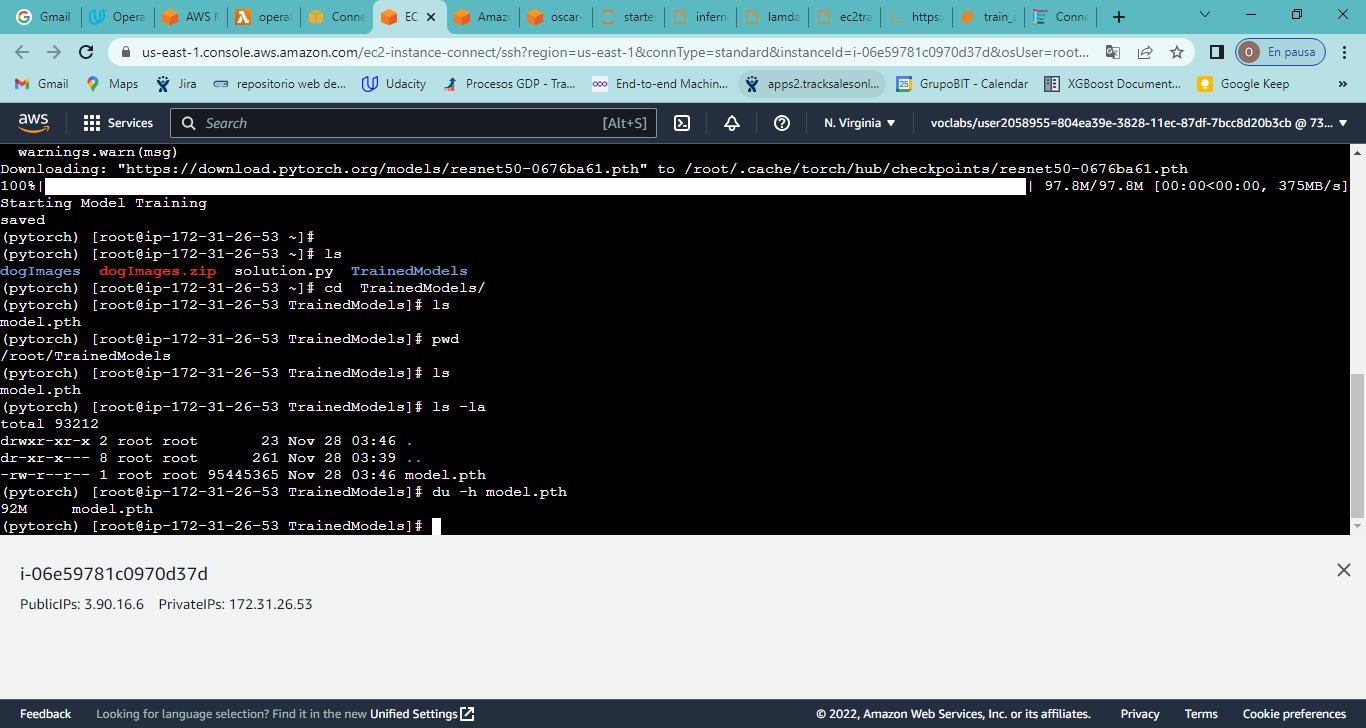 Gmail Opera AWS operat Conne EC Amazo oscar- starter infern lamda ec2tra https: train_a Conne
us-east-1.console.aws.amazon.com/ec2-instance-connect/ssh?region=us-east-1&connType=standard&instanceId=i-06e59781c0970d37d&osUser=root... O En pausa
Gmail Maps Jira repositorio web de... Udacity Procesos GDP - Tra... End-to-end Machin... apps2.tracksalesonl... GrupoBIT - Calendar XGBoost Document... Google Keep »
aws Services Search [Alt+S] N. Virginia voclabs/user2058955=804ea39e-3828-11ec-87df-7bcc8d20b3cb @ 73...
warnings.warn(msg)
Downloading: "https://download.pytorch.org/models/resnet50-0676ba61.pth" to /root/.cache/torch/hub/checkpoints/resnet50-0676ba61.pth
100%| | 97.8M/97.8M [00:00<00:00, 375MB/s]
Starting Model Training
saved
(pytorch) [root@ip-172-31-26-53 ~]#
(pytorch) [root@ip-172-31-26-53 ~]# ls
dogImages dogImages.zip solution.py TrainedModels
(pytorch) [root@ip-172-31-26-53 ~]# cd  TrainedModels/
(pytorch) [root@ip-172-31-26-53 TrainedModels]# ls
model.pth
(pytorch) [root@ip-172-31-26-53 TrainedModels]# pwd
/root/TrainedModels
(pytorch) [root@ip-172-31-26-53 TrainedModels]# ls
model.pth
(pytorch) [root@ip-172-31-26-53 TrainedModels]# ls -la
total 93212
drwxr-xr-x 2 root root       23 Nov 28 03:46 .
dr-xr-x--- 8 root root      261 Nov 28 03:39 ..
-rw-r--r-- 1 root root 95445365 Nov 28 03:46 model.pth
(pytorch) [root@ip-172-31-26-53 TrainedModels]# du -h model.pth
92M     model.pth
(pytorch) [root@ip-172-31-26-53 TrainedModels]#
i-06e59781c0970d37d
PublicIPs: 3.90.16.6 PrivateIPs: 172.31.26.53
Feedback Looking for language selection? Find it in the new Unified Settings © 2022, Amazon Web Services, Inc. or its affiliates. Privacy Terms Cookie preferences